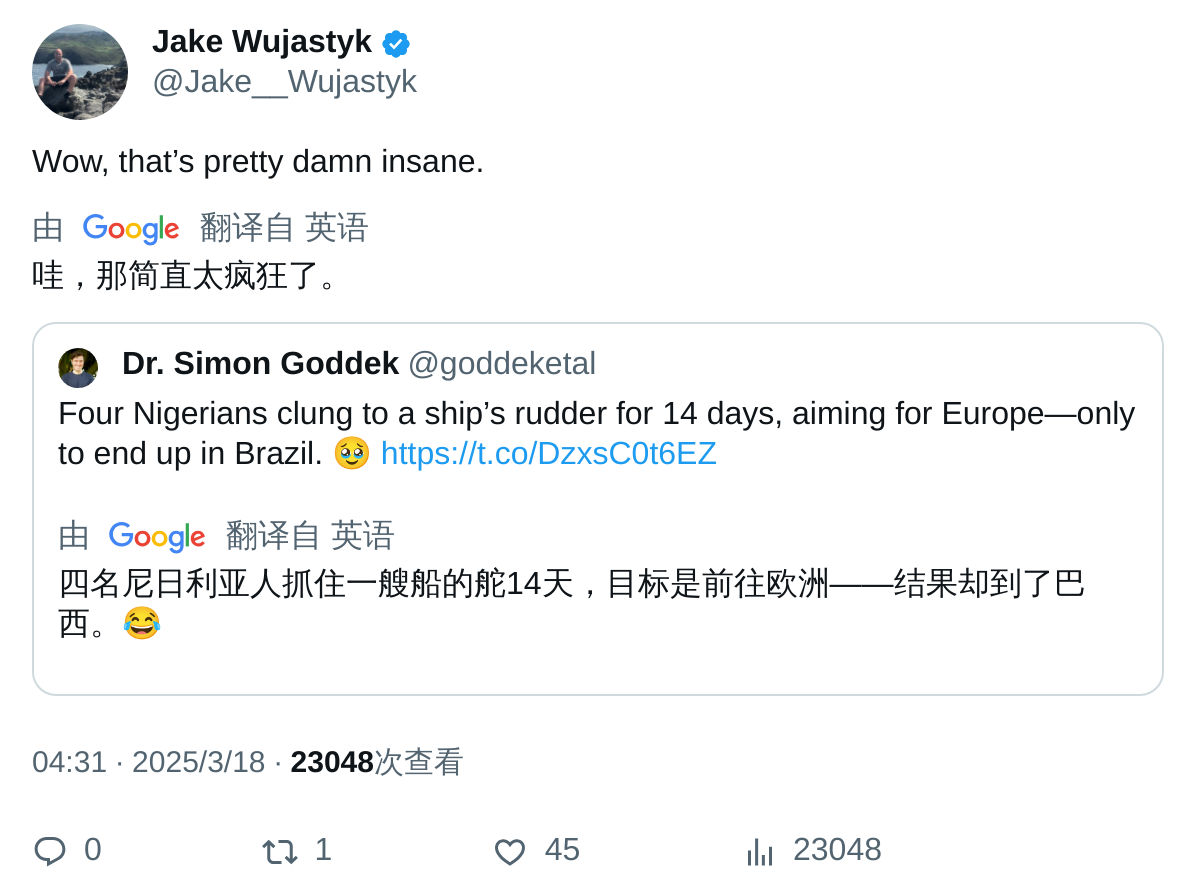 Jake Wujastyk
@Jake__Wujastyk
Wow, that’s pretty damn insane.
由 Google 翻译自 英语
哇，那简直太疯狂了。
Dr. Simon Goddek @goddeketal
Four Nigerians clung to a ship’s rudder for 14 days, aiming for Europe—only
to end up in Brazil. 🥹 https://t.co/DzxsC0t6EZ
由 Google 翻译自 英语
四名尼日利亚人抓住一艘船的舵14天，目标是前往欧洲——结果却到了巴
西。😂
04:31 · 2025/3/18 · 23048次查看
0 1 45 23048